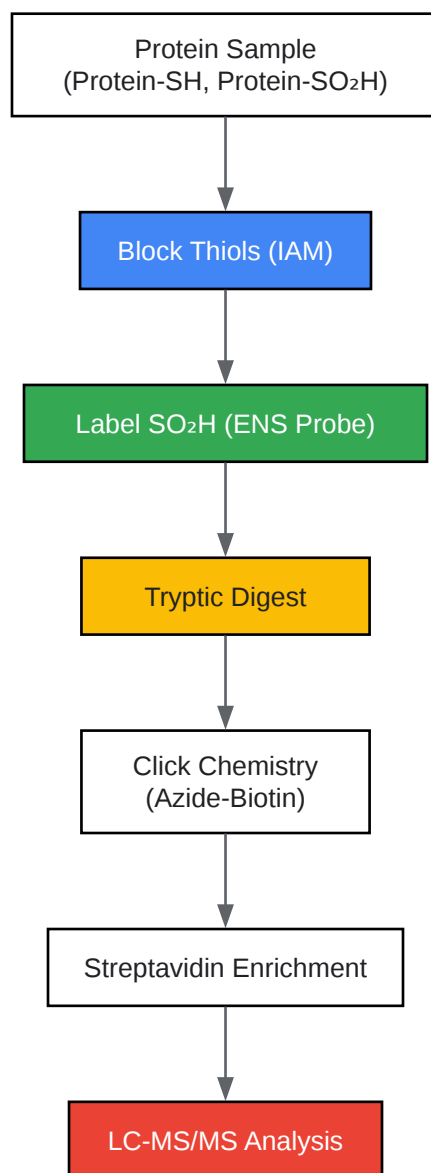 Protein Sample
(Protein-SH, Protein-SO₂H)
Block Thiols (IAM)
Label SO₂H (ENS Probe)
Tryptic Digest
Click Chemistry
(Azide-Biotin)
Streptavidin Enrichment
LC-MS/MS Analysis